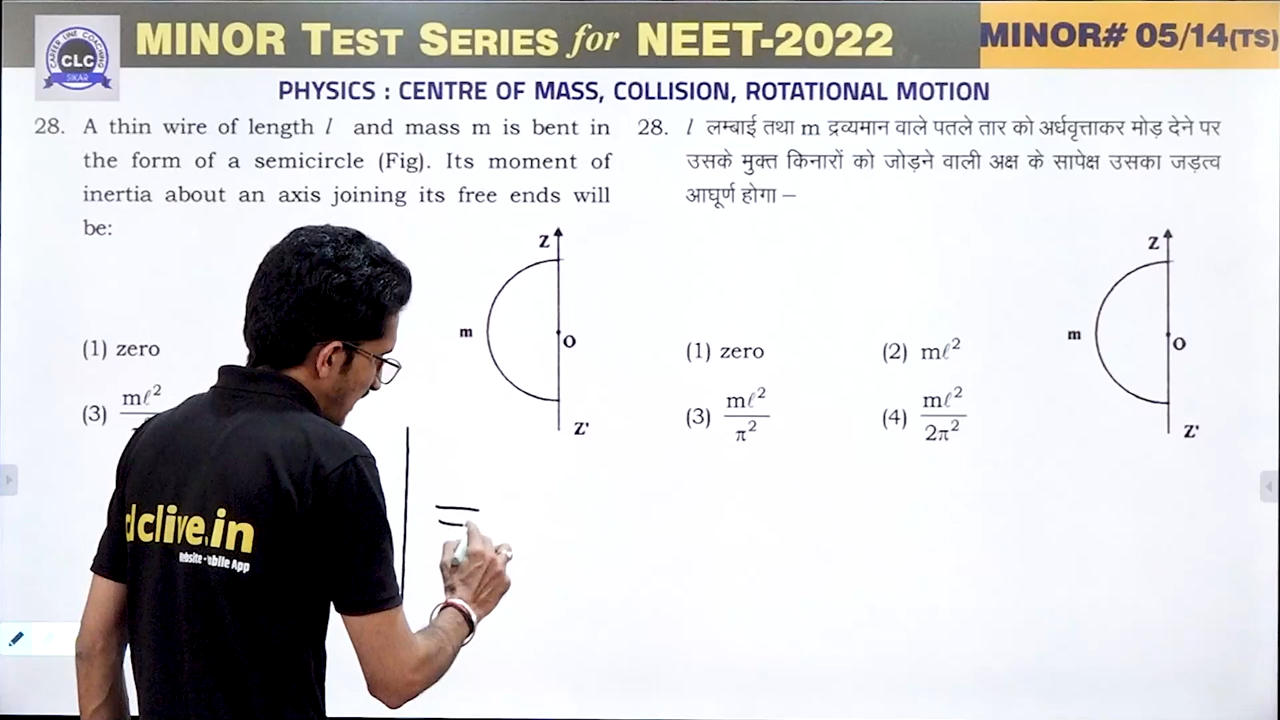 MINOR TEST SERIES for NEET-2022
MINOR# 05/14(TS)
CAREER LINE COACHING
CLC
SIKAR
PHYSICS : CENTRE OF MASS, COLLISION, ROTATIONAL MOTION
28. A thin wire of length l and mass m is bent in
the form of a semicircle (Fig). Its moment of
inertia about an axis joining its free ends will
be:
Z
m
O
Z'
(1) zero
(3) mℓ²
28. l लम्बाई तथा m द्रव्यमान वाले पतले तार को अर्धवृत्ताकर मोड़ देने पर
उसके मुक्त किनारों को जोड़ने वाली अक्ष के सापेक्ष उसका जड़त्व
आघूर्ण होगा –
Z
m
O
Z'
(1) zero (2) mℓ²
(3) mℓ²/π² (4) mℓ²/2π²
=
clive.in
App